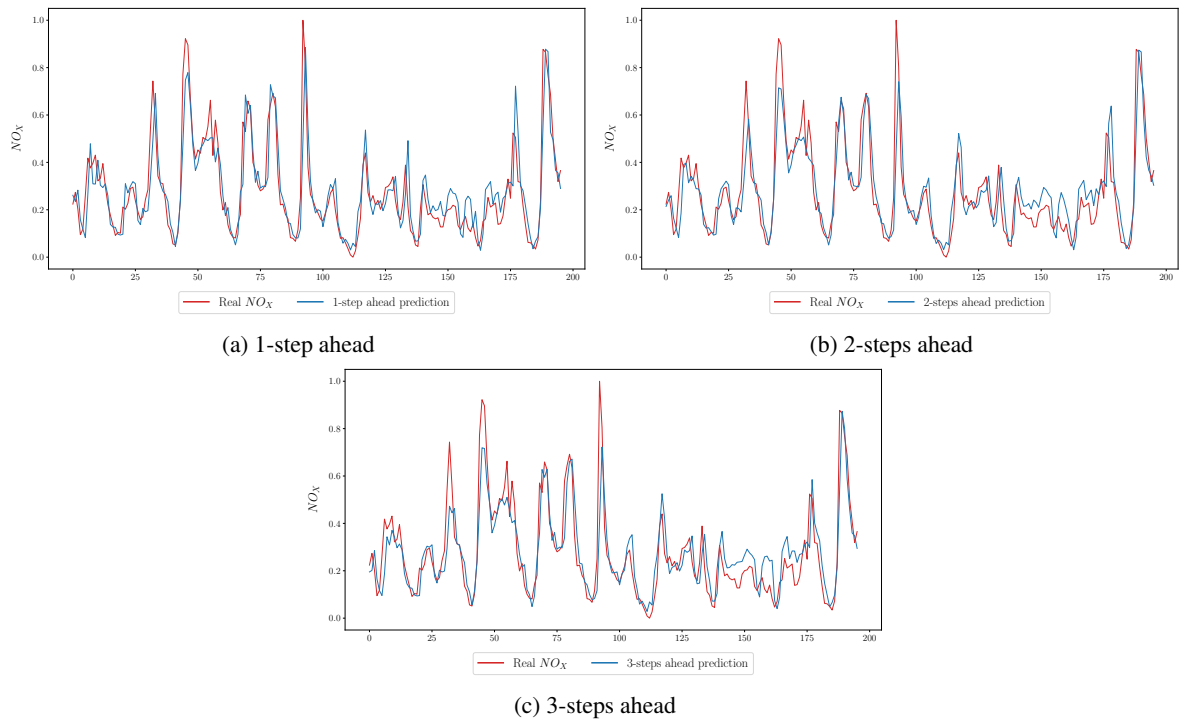 1.0
0.8
0.6
0.4
0.2
0.0
NO_X
0 25 50 75 100 125 150 175 200
Real NO_X 1-step ahead prediction
(a) 1-step ahead
1.0
0.8
0.6
0.4
0.2
0.0
NO_X
0 25 50 75 100 125 150 175 200
Real NO_X 2-steps ahead prediction
(b) 2-steps ahead
1.0
0.8
0.6
0.4
0.2
0.0
NO_X
0 25 50 75 100 125 150 175 200
Real NO_X 3-steps ahead prediction
(c) 3-steps ahead